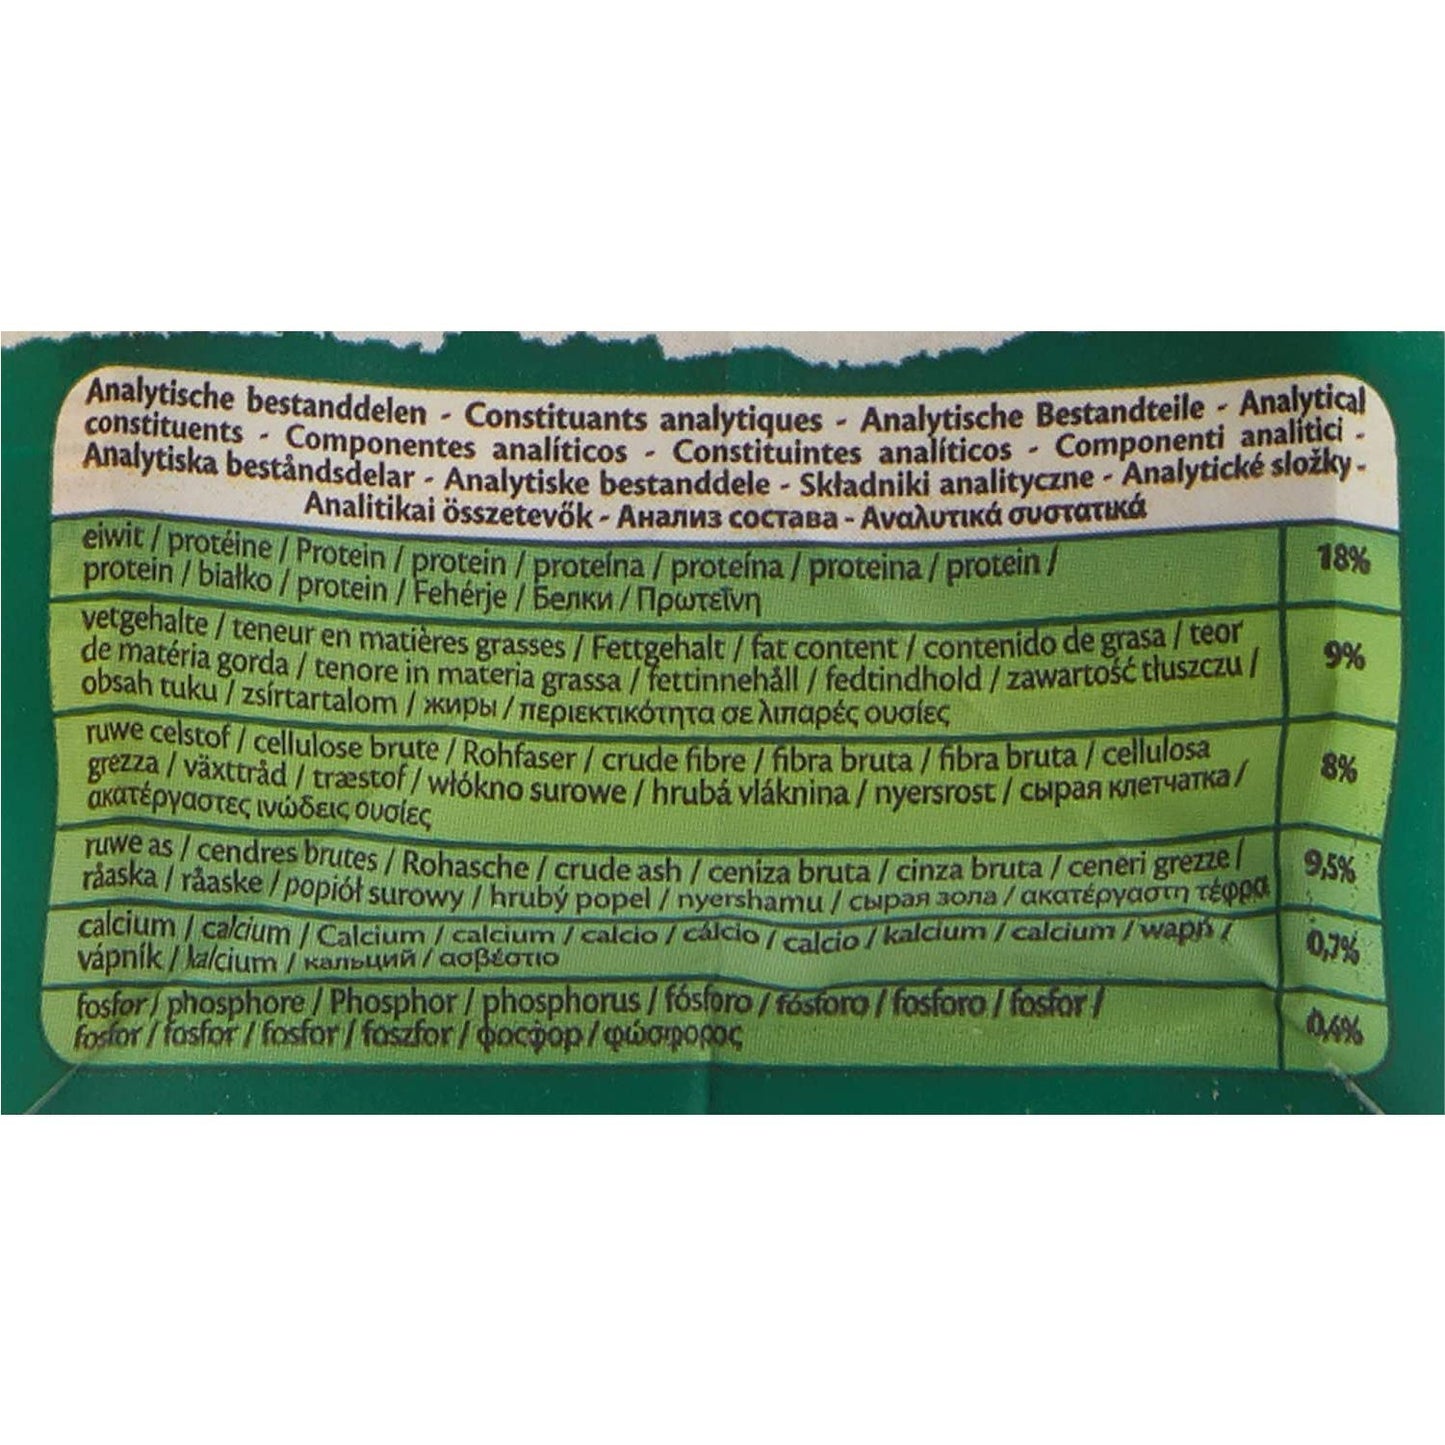 Analytische bestanddelen - Constituants analytiques - Analytische Bestandteile - Analytical
constituents - Componentes analíticos - Constituintes analíticos - Componenti analitici -
Analytiska beståndsdelar - Analytiske bestanddele - Składniki analityczne - Analytické složky -
Analitikai összetevők - Анализ состава - Αναλυτικά συστατικά
eiwit / protéine / Protein / protein / proteína / proteína / proteina / protein /
protein / białko / protein / Fehérje / Белки / Πρωτεΐνη
18%
vetgehalte / teneur en matières grasses / Fettgehalt / fat content / contenido de grasa / teor
de matéria gorda / tenore in materia grassa / fettinnehåll / fedtindhold / zawartość tłuszczu /
obsah tuku / zsírtartalom / жиры / περιεκτικότητα σε λιπαρές ουσίες
9%
ruwe celstof / cellulose brute / Rohfaser / crude fibre / fibra bruta / fibra bruta / cellulosa
grezza / växttråd / træstof / włókno surowe / hrubá vláknina / nyersrost / сырая клетчатка /
ακατέργαστες ινώδεις ουσίες
8%
ruwe as / cendres brutes / Rohasche / crude ash / ceniza bruta / cinza bruta / ceneri grezze /
råaska / råaske / popiół surowy / hrubý popel / nyershamu / сырая зола / ακατέργαστη τέφρα
9,5%
calcium / calcium / Calcium / calcium / calcio / cálcio / calcio / kalcium / calcium / wapń /
vápník / kalcium / кальций / ασβέστιο
0,7%
fosfor / phosphore / Phosphor / phosphorus / fósforo / fósforo / fosforo / fosfor /
fosfor / fosfor / fosfor / foszfor / фосфор / φώσφορος